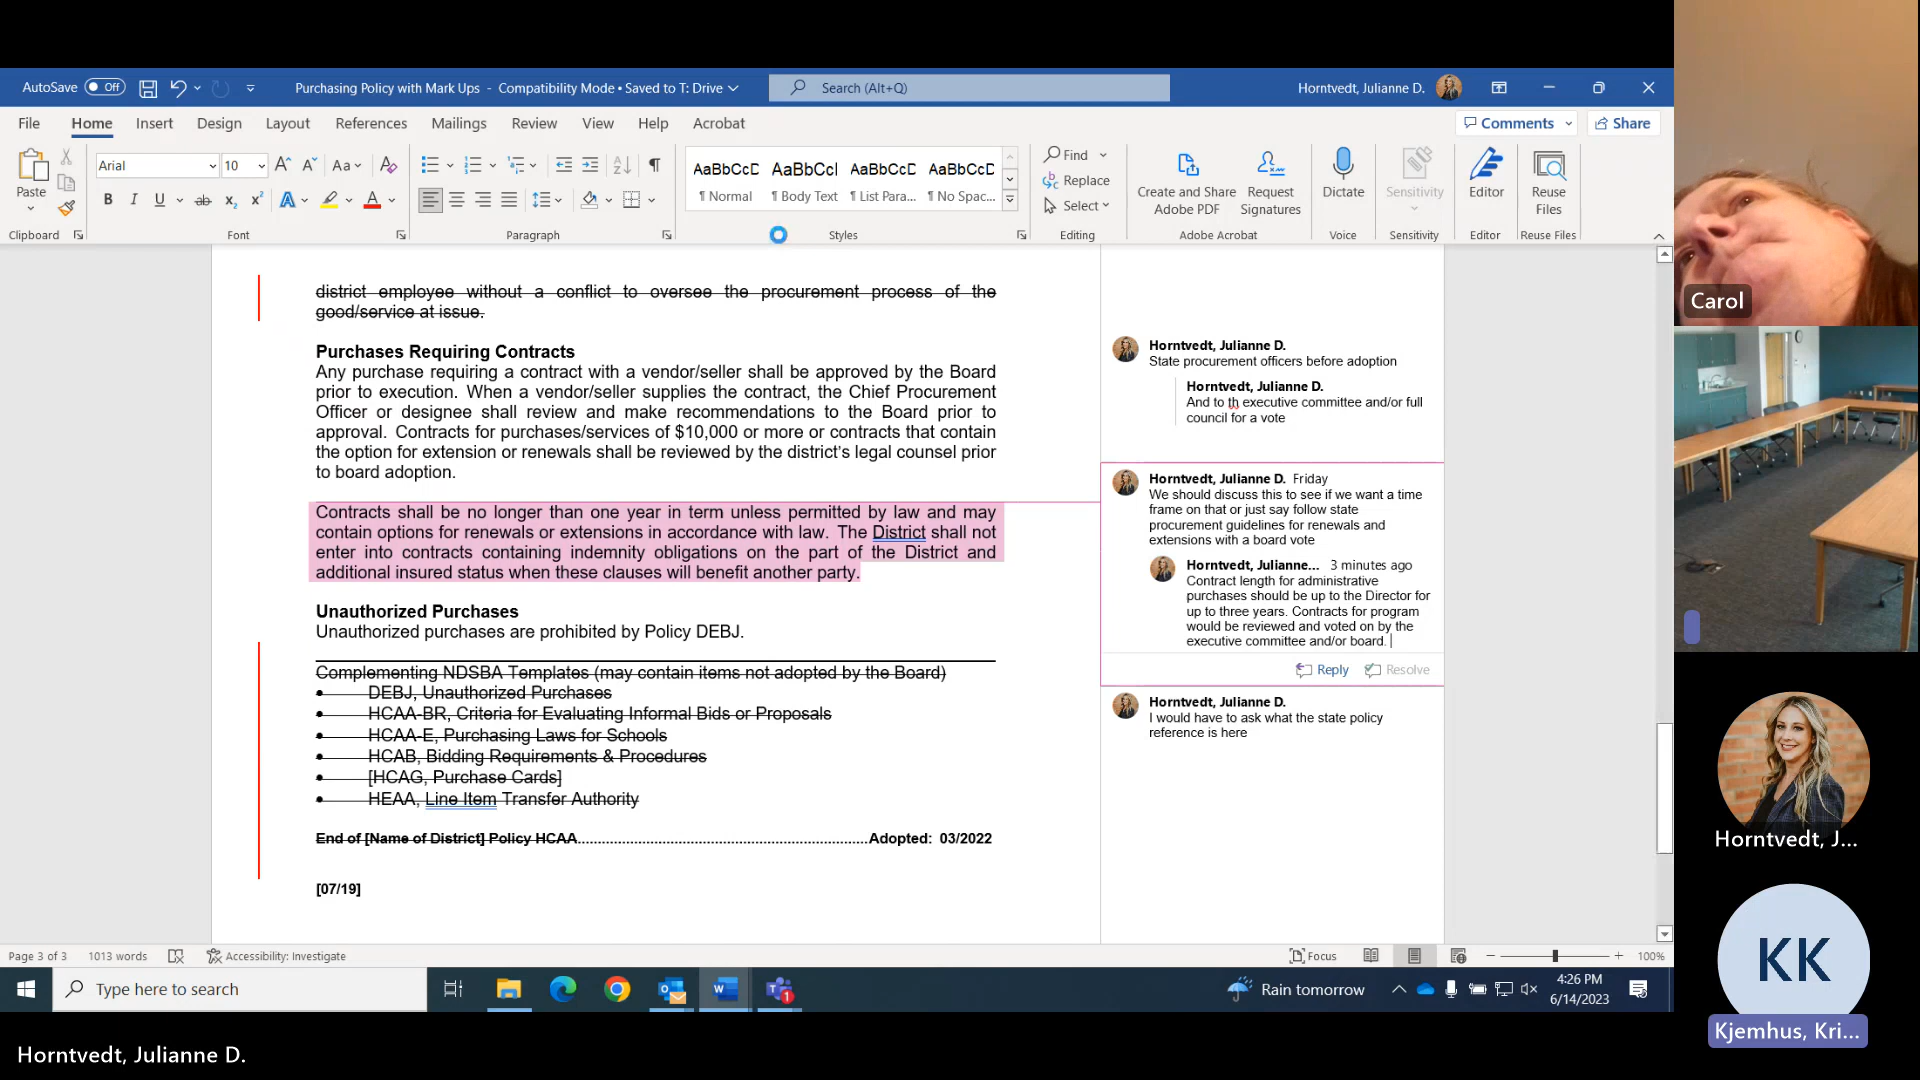 AutoSave Off Purchasing Policy with Mark Ups - Compatibility Mode • Saved to T: Drive Search (Alt+Q) Horntvedt, Julianne D.
File Home Insert Design Layout References Mailings Review View Help Acrobat Comments Share
Paste Arial 10 Aa AaBbCcD AaBbCcI AaBbCcD AaBbCcD Find
¶ Normal ¶ Body Text ¶ List Para... ¶ No Spac... Replace
Select
Create and Share Adobe PDF
Request Signatures
Dictate
Sensitivity
Editor
Reuse Files
Clipboard Font Paragraph Styles Editing Adobe Acrobat Voice Sensitivity Editor Reuse Files
district employee without a conflict to oversee the procurement process of the
good/service at issue.
Purchases Requiring Contracts
Any purchase requiring a contract with a vendor/seller shall be approved by the Board
prior to execution. When a vendor/seller supplies the contract, the Chief Procurement
Officer or designee shall review and make recommendations to the Board prior to
approval. Contracts for purchases/services of $10,000 or more or contracts that contain
the option for extension or renewals shall be reviewed by the district's legal counsel prior
to board adoption.
Contracts shall be no longer than one year in term unless permitted by law and may
contain options for renewals or extensions in accordance with law. The District shall not
enter into contracts containing indemnity obligations on the part of the District and
additional insured status when these clauses will benefit another party.
Unauthorized Purchases
Unauthorized purchases are prohibited by Policy DEBJ.
Complementing NDSBA Templates (may contain items not adopted by the Board)
• DEBJ, Unauthorized Purchases
• HCAA-BR, Criteria for Evaluating Informal Bids or Proposals
• HCAA-E, Purchasing Laws for Schools
• HCAB, Bidding Requirements & Procedures
• [HCAG, Purchase Cards]
• HEAA, Line Item Transfer Authority
End of [Name of District] Policy HCAA........................................................................Adopted: 03/2022
[07/19]
Horntvedt, Julianne D.
State procurement officers before adoption
Horntvedt, Julianne D.
And to th executive committee and/or full
council for a vote
Horntvedt, Julianne D. Friday
We should discuss this to see if we want a time
frame on that or just say follow state
procurement guidelines for renewals and
extensions with a board vote
Horntvedt, Julianne... 3 minutes ago
Contract length for administrative
purchases should be up to the Director for
up to three years. Contracts for program
would be reviewed and voted on by the
executive committee and/or board.
Reply Resolve
Horntvedt, Julianne D.
I would have to ask what the state policy
reference is here
Page 3 of 3 1013 words Accessibility: Investigate Focus 100%
Type here to search Rain tomorrow 4:26 PM
6/14/2023
Carol
Horntvedt, J...
KK
Kjemhus, Kri...
Horntvedt, Julianne D.